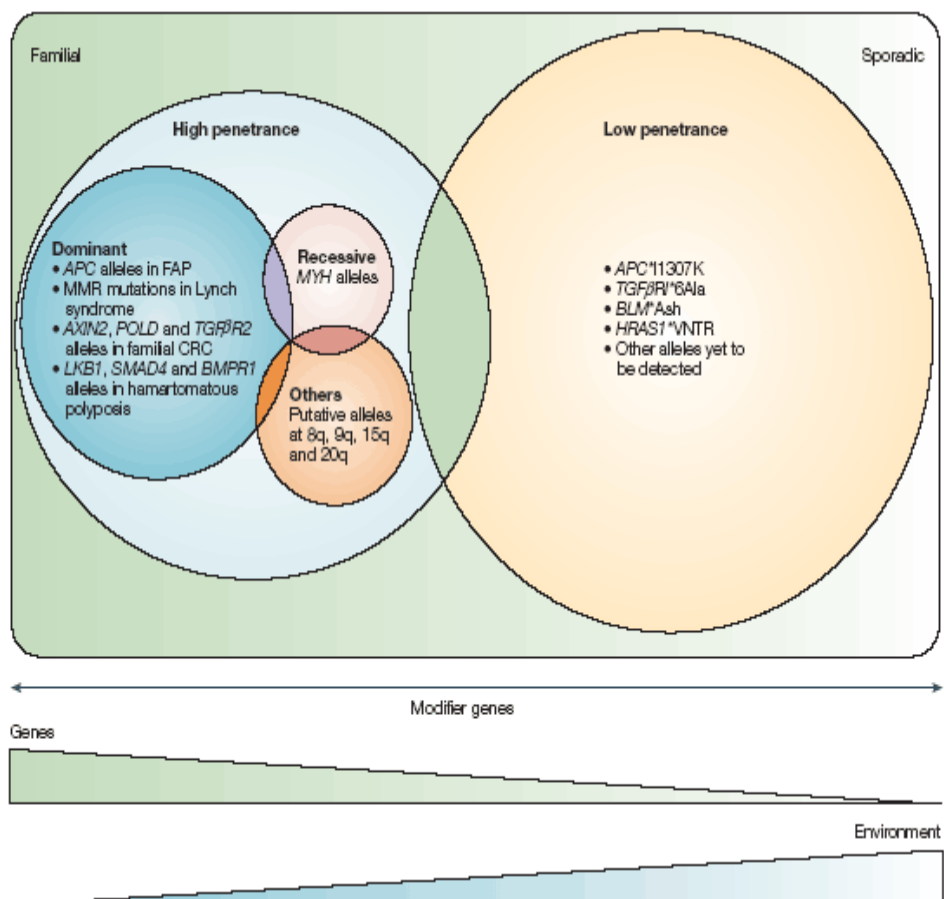 Familial
Sporadic
High penetrance
Low penetrance
Dominant
• APC alleles in FAP
• MMR mutations in Lynch
syndrome
• AXIN2, POLD and TGFβR2
alleles in familial CRC
• LKB1, SMAD4 and BMPR1
alleles in hamartomatous
polyposis
Recessive
MYH alleles
Others
Putative alleles
at 8q, 9q, 15q
and 20q
• APC*I1307K
• TGFβRI*6Ala
• BLM*Ash
• HRAS1*VNTR
• Other alleles yet to
be detected
Modifier genes
Genes
Environment